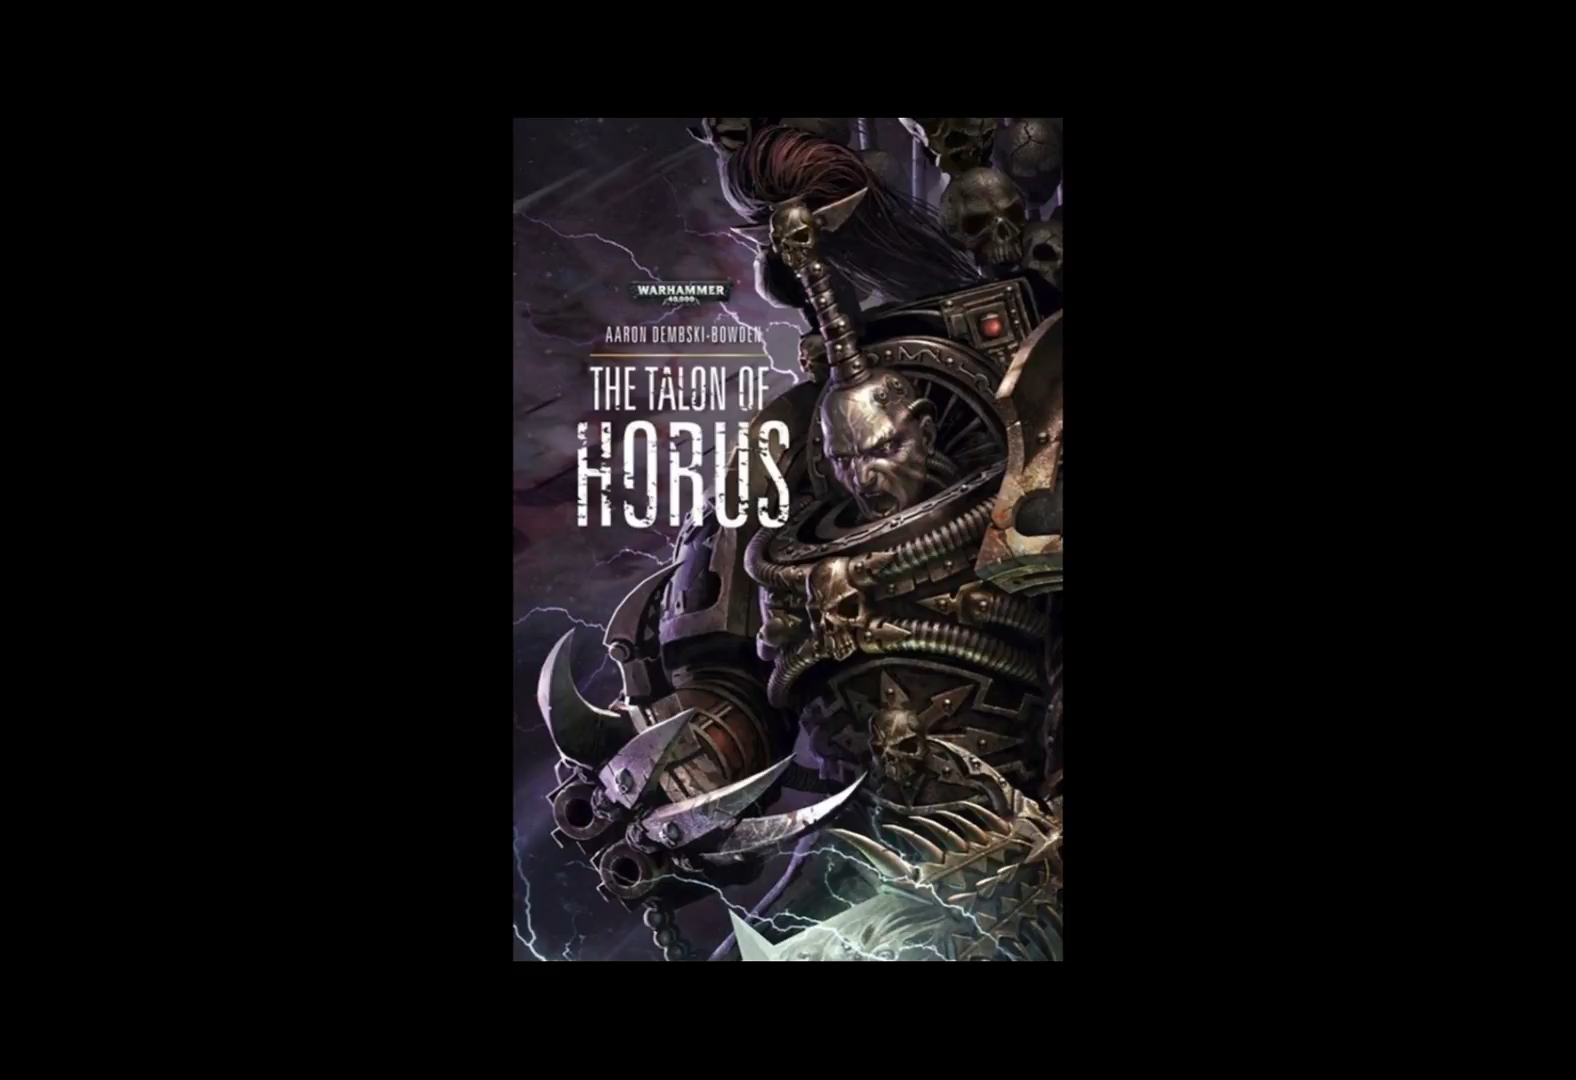 WARHAMMER
40,000
AARON DEMBSKI-BOWDEN
THE TALON OF
HORUS